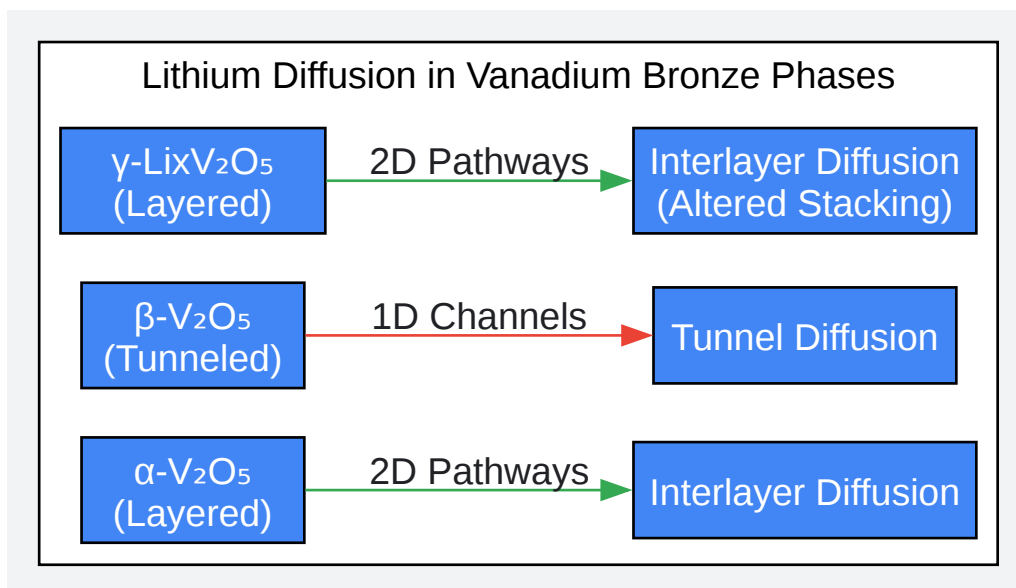 Lithium Diffusion in Vanadium Bronze Phases
γ-LixV₂O₅
(Layered)
2D Pathways
Interlayer Diffusion
(Altered Stacking)
β-V₂O₅
(Tunneled)
1D Channels
Tunnel Diffusion
α-V₂O₅
(Layered)
2D Pathways
Interlayer Diffusion